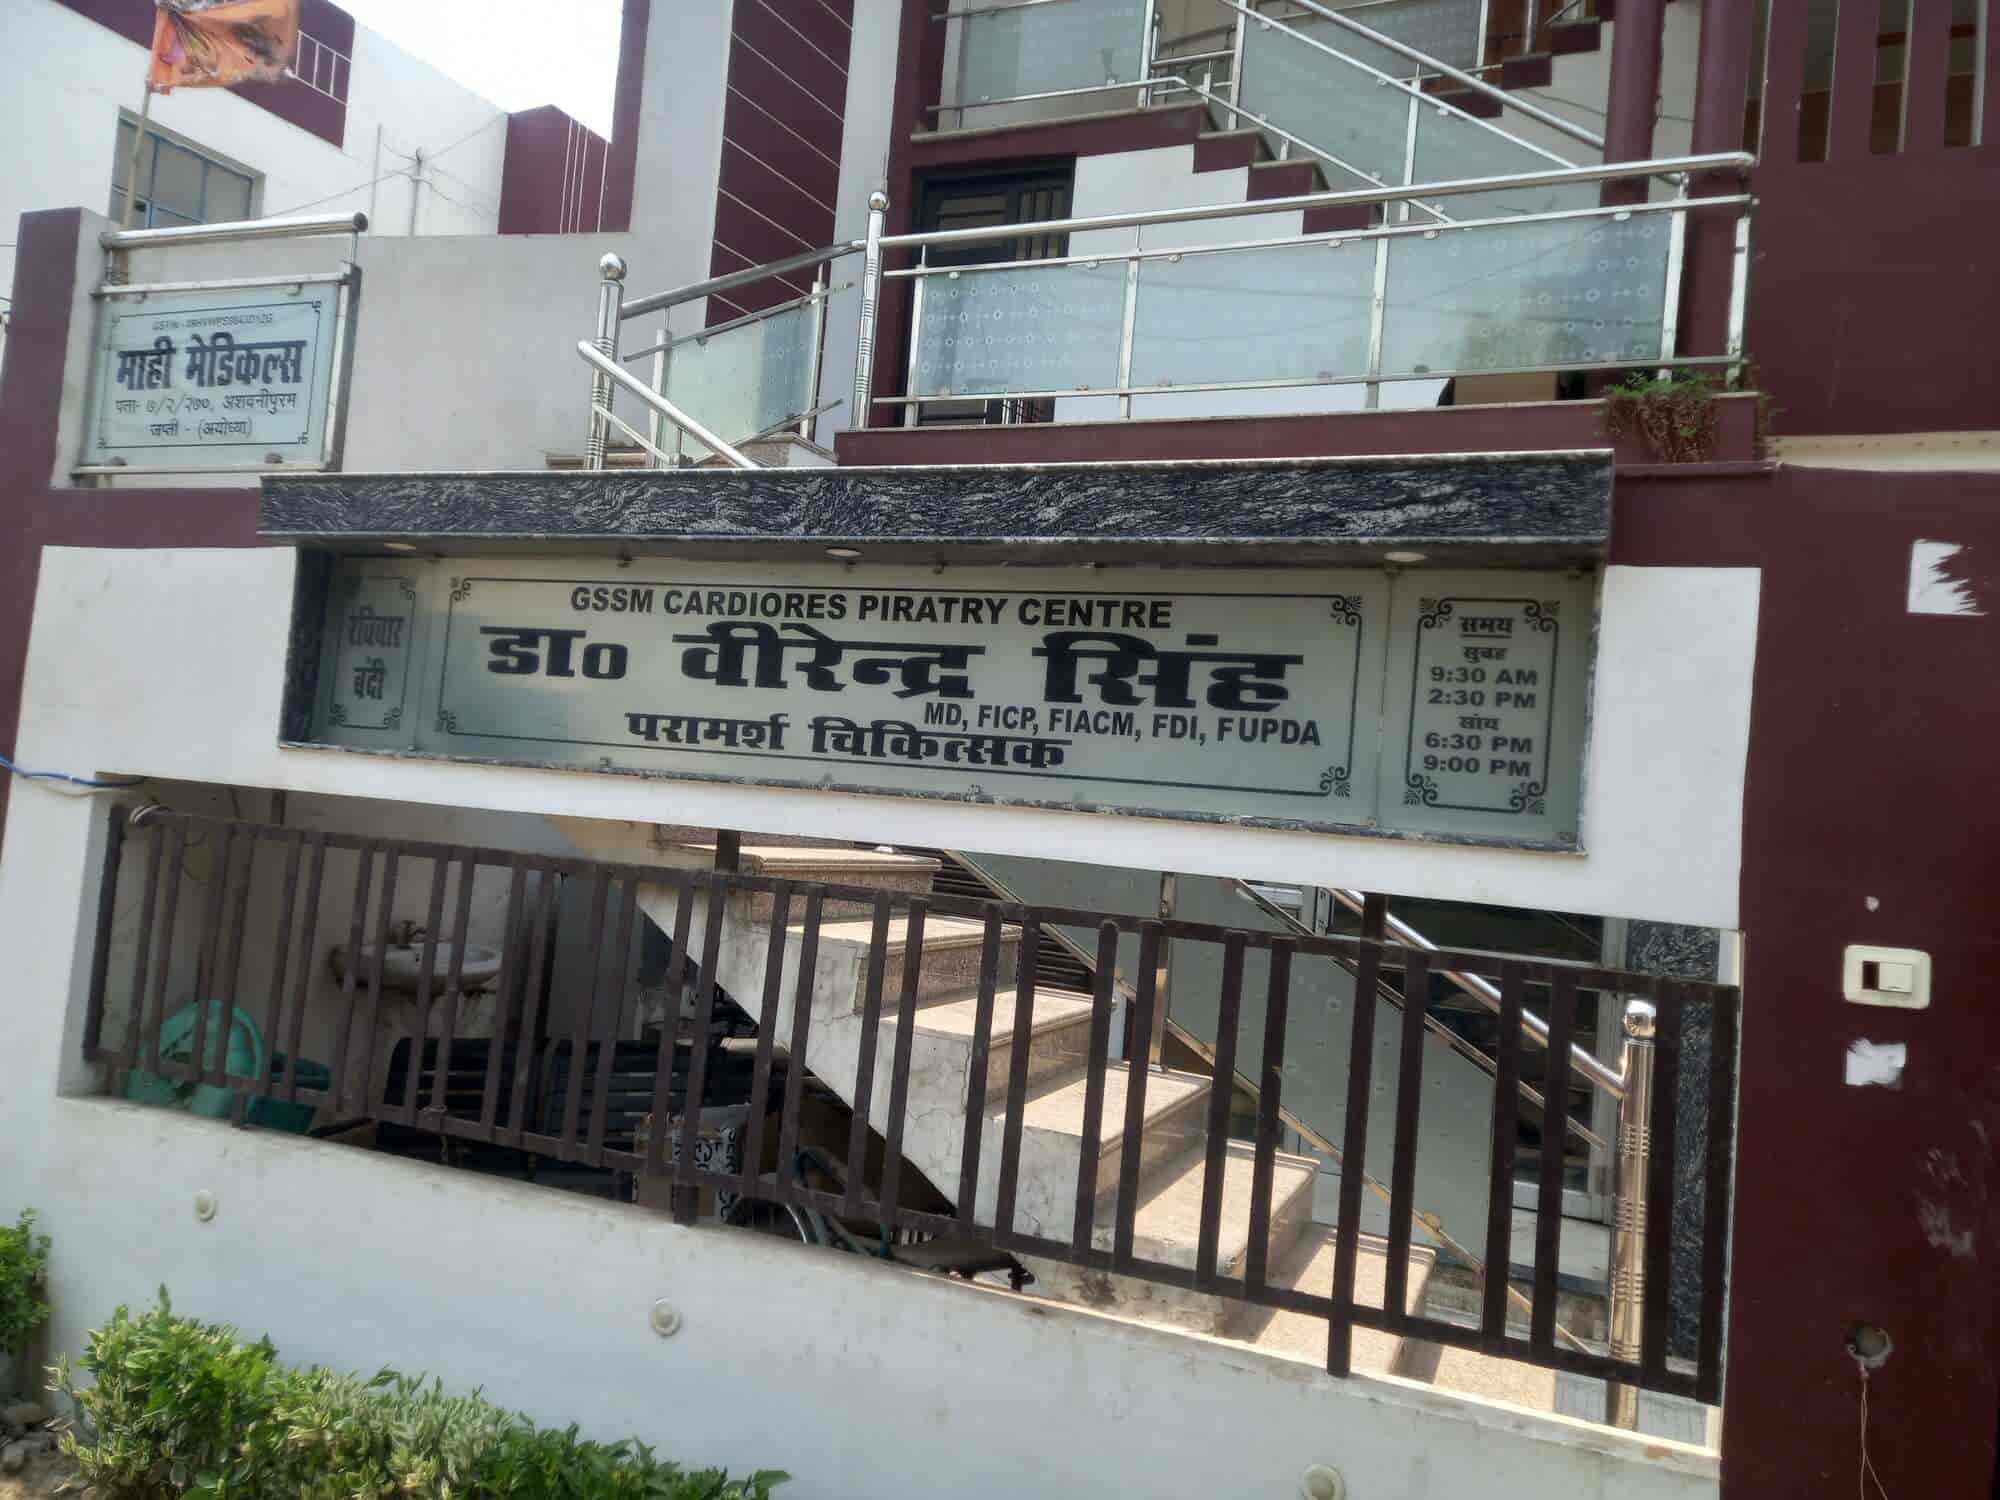 माही मेडिकल्स
पता- ७/२/२७०, अशवनीपुरम
जप्ती - (अयोध्या)
रविवार
बंदी
GSSM CARDIORES PIRATRY CENTRE
डा० वीरेन्द्र सिंह
MD, FICP, FIACM, FDI, FUPDA
परामर्श चिकित्सक
समय
सुबह
9:30 AM
2:30 PM
सांय
6:30 PM
9:00 PM